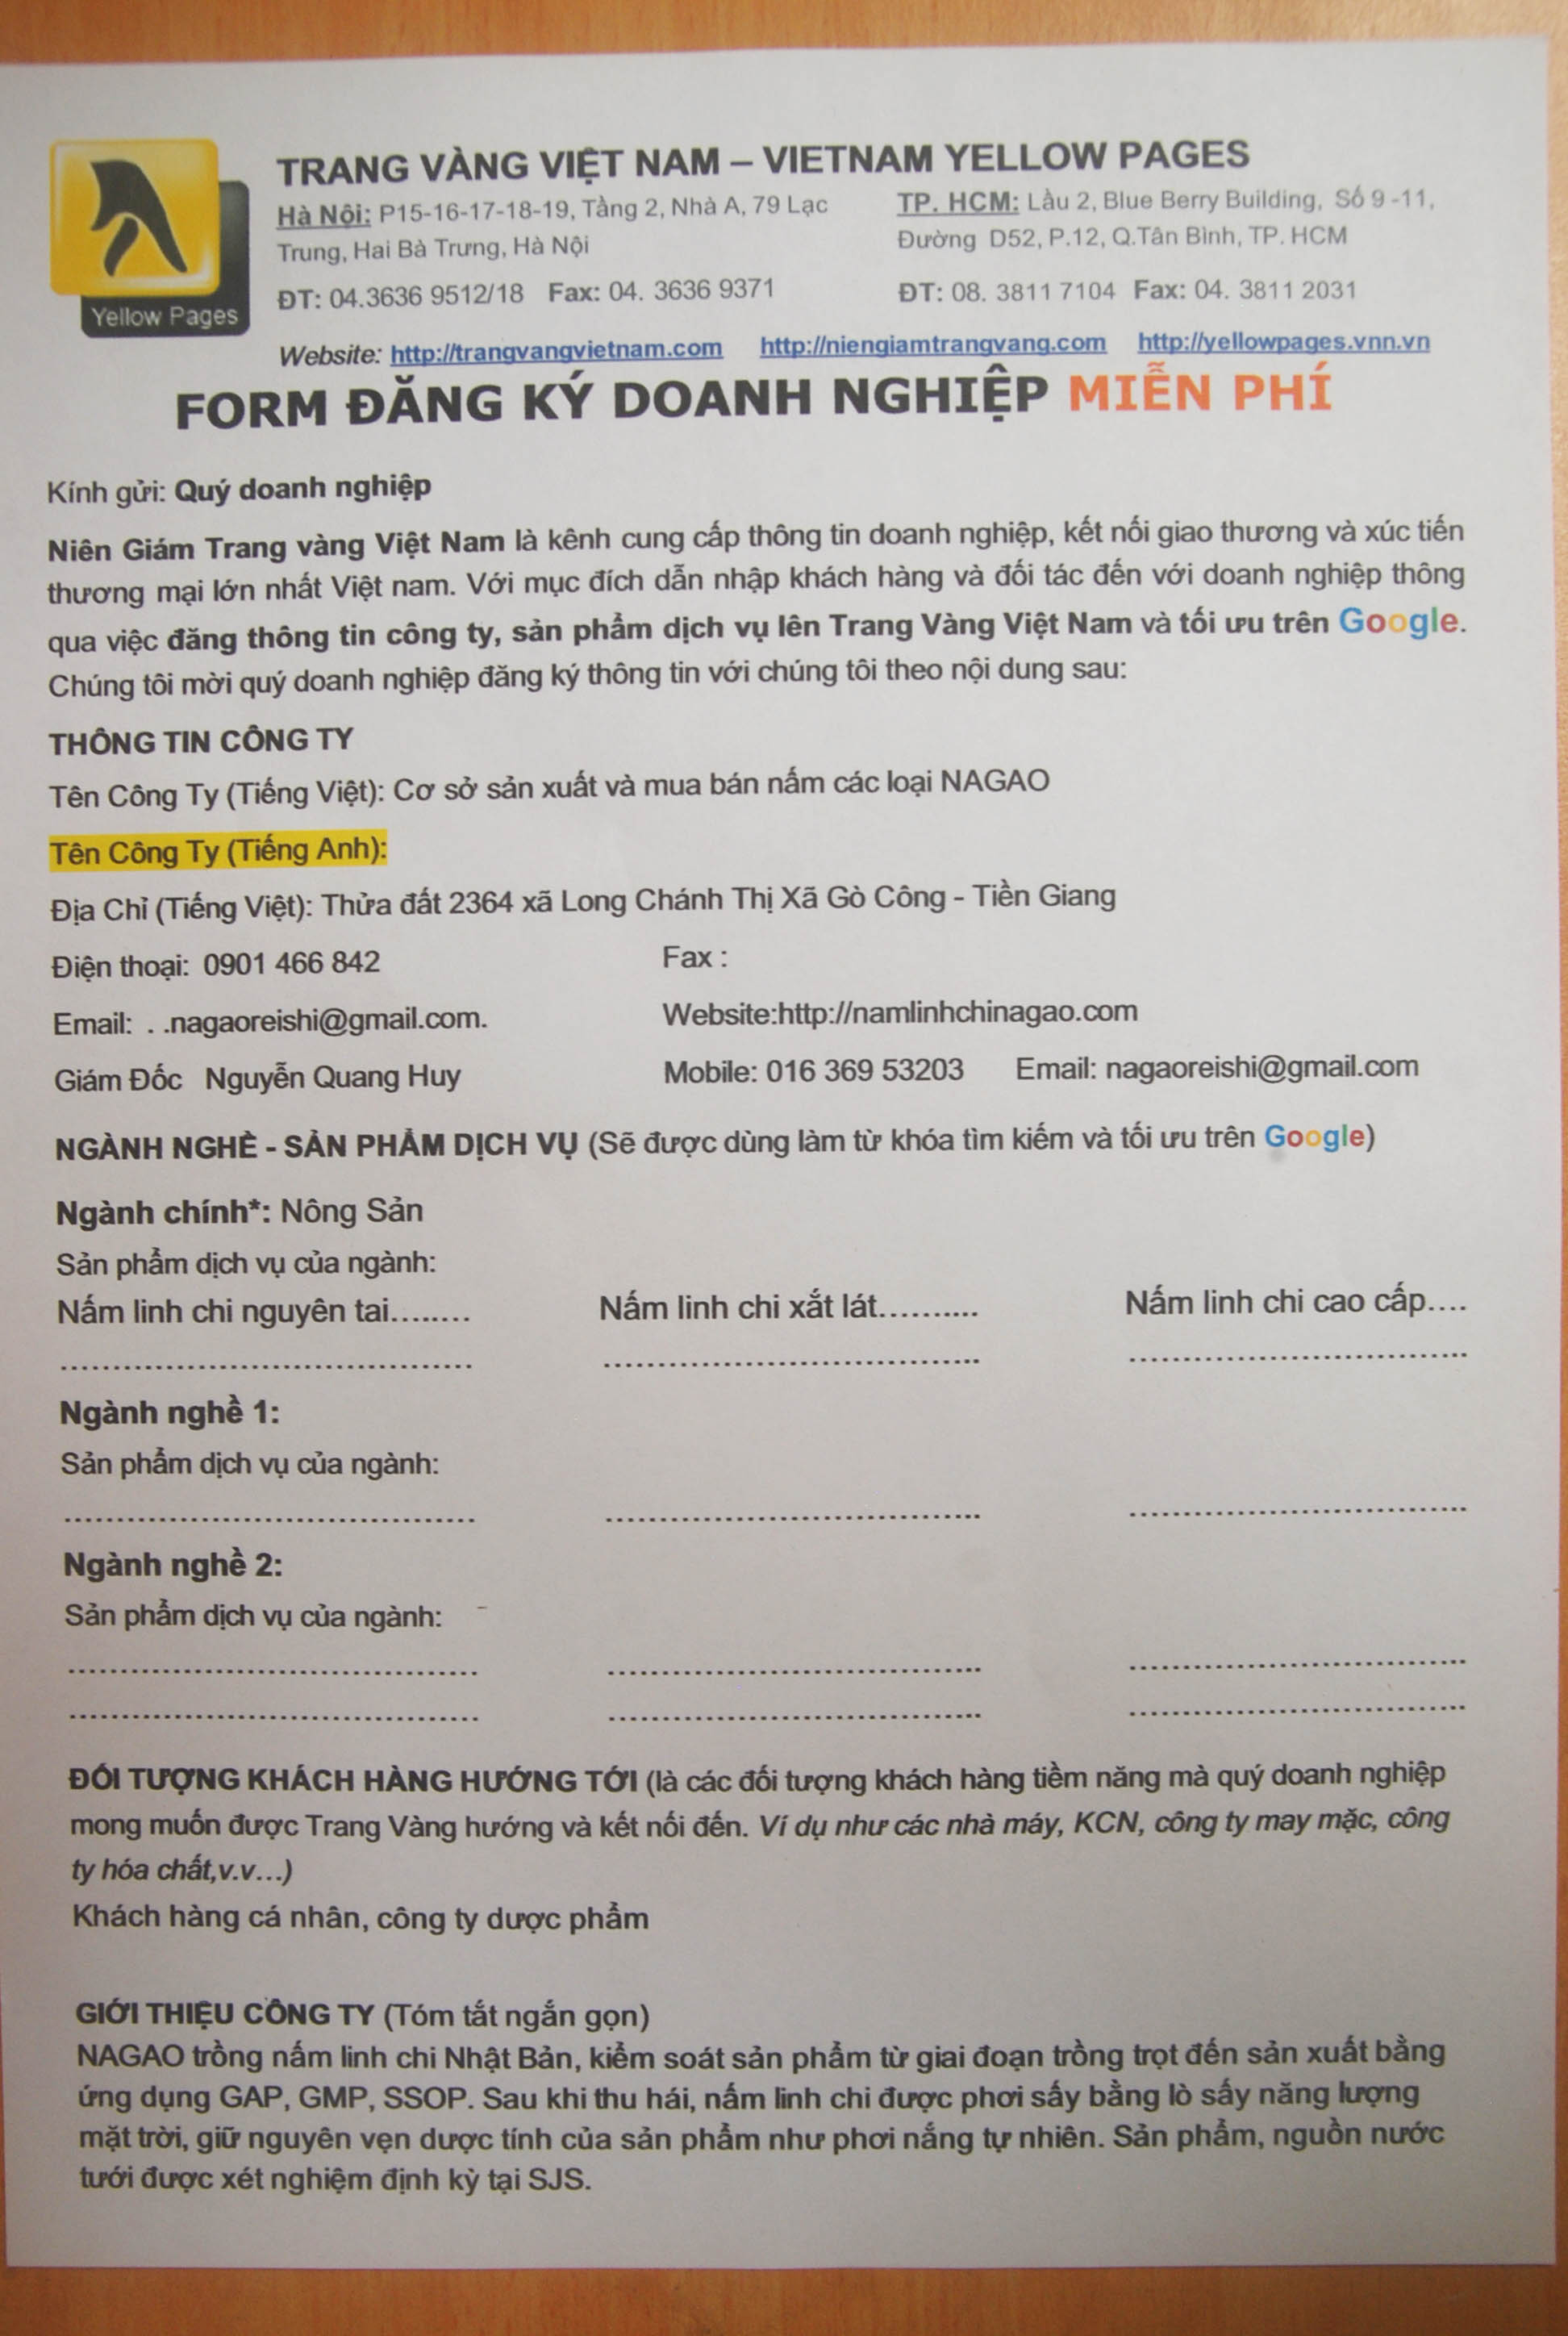 Yellow Pages
TRANG VÀNG VIỆT NAM – VIETNAM YELLOW PAGES
Hà Nội: P15-16-17-18-19, Tầng 2, Nhà A, 79 Lạc
Trung, Hai Bà Trưng, Hà Nội
ĐT: 04.3636 9512/18 Fax: 04. 3636 9371
TP. HCM: Lầu 2, Blue Berry Building, Số 9 -11,
Đường D52, P.12, Q.Tân Bình, TP. HCM
ĐT: 08. 3811 7104 Fax: 04. 3811 2031
Website: http://trangvangvietnam.com http://niengiamtrangvang.com http://yellowpages.vnn.vn
FORM ĐĂNG KÝ DOANH NGHIỆP MIỄN PHÍ
Kính gửi: Quý doanh nghiệp
Niên Giám Trang vàng Việt Nam là kênh cung cấp thông tin doanh nghiệp, kết nối giao thương và xúc tiến
thương mại lớn nhất Việt nam. Với mục đích dẫn nhập khách hàng và đối tác đến với doanh nghiệp thông
qua việc đăng thông tin công ty, sản phẩm dịch vụ lên Trang Vàng Việt Nam và tối ưu trên Google.
Chúng tôi mời quý doanh nghiệp đăng ký thông tin với chúng tôi theo nội dung sau:
THÔNG TIN CÔNG TY
Tên Công Ty (Tiếng Việt): Cơ sở sản xuất và mua bán nấm các loại NAGAO
Tên Công Ty (Tiếng Anh):
Địa Chỉ (Tiếng Việt): Thửa đất 2364 xã Long Chánh Thị Xã Gò Công - Tiền Giang
Điện thoại: 0901 466 842 Fax :
Email: . .nagaoreishi@gmail.com. Website:http://namlinhchinagao.com
Giám Đốc Nguyễn Quang Huy Mobile: 016 369 53203 Email: nagaoreishi@gmail.com
NGÀNH NGHỀ - SẢN PHẨM DỊCH VỤ (Sẽ được dùng làm từ khóa tìm kiếm và tối ưu trên Google)
Ngành chính*: Nông Sản
Sản phẩm dịch vụ của ngành:
Nấm linh chi nguyên tai........ Nấm linh chi xắt lát.......... Nấm linh chi cao cấp....
Ngành nghề 1:
Sản phẩm dịch vụ của ngành:
Ngành nghề 2:
Sản phẩm dịch vụ của ngành:
ĐỐI TƯỢNG KHÁCH HÀNG HƯỚNG TỚI (là các đối tượng khách hàng tiềm năng mà quý doanh nghiệp
mong muốn được Trang Vàng hướng và kết nối đến. Ví dụ như các nhà máy, KCN, công ty may mặc, công
ty hóa chất,v.v...)
Khách hàng cá nhân, công ty dược phẩm
GIỚI THIỆU CÔNG TY (Tóm tắt ngắn gọn)
NAGAO trồng nấm linh chi Nhật Bản, kiểm soát sản phẩm từ giai đoạn trồng trọt đến sản xuất bằng
ứng dụng GAP, GMP, SSOP. Sau khi thu hái, nấm linh chi được phơi sấy bằng lò sấy năng lượng
mặt trời, giữ nguyên vẹn dược tính của sản phẩm như phơi nắng tự nhiên. Sản phẩm, nguồn nước
tưới được xét nghiệm định kỳ tại SJS.